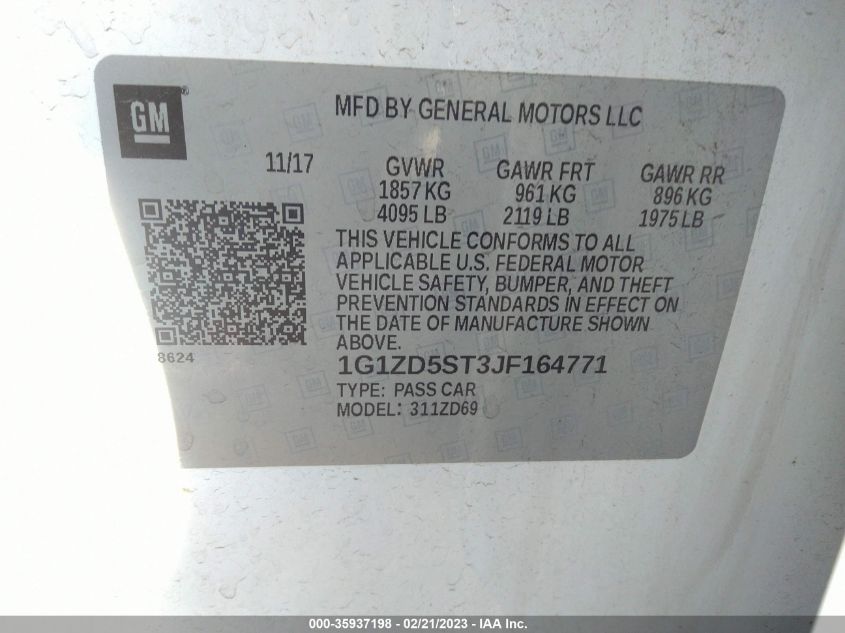 GM®
MFD BY GENERAL MOTORS LLC
11/17 GVWR GAWR FRT GAWR RR
1857 KG 961 KG 896 KG
4095 LB 2119 LB 1975 LB
THIS VEHICLE CONFORMS TO ALL
APPLICABLE U.S. FEDERAL MOTOR
VEHICLE SAFETY, BUMPER, AND THEFT
PREVENTION STANDARDS IN EFFECT ON
THE DATE OF MANUFACTURE SHOWN
ABOVE.
8624
1G1ZD5ST3JF164771
TYPE: PASS CAR
MODEL: 311ZD69
000-35937198 - 02/21/2023 - IAA Inc.